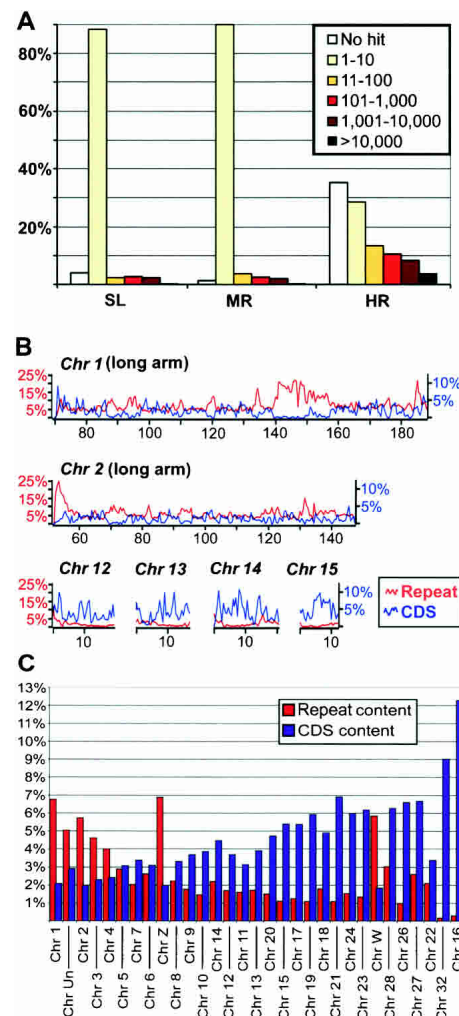 A
80%
60%
40%
20%
No hit
1-10
11-100
101-1,000
1,001-10,000
>10,000
SL MR HR
B
Chr 1 (long arm)
25%
15%
5%
10%
5%
80 100 120 140 160 180
Chr 2 (long arm)
25%
15%
5%
10%
5%
60 80 100 120 140
Chr 12 Chr 13 Chr 14 Chr 15
25%
15%
5%
10%
5%
10 10 10 10
Repeat
CDS
C
13%
12%
11%
10%
9%
8%
7%
6%
5%
4%
3%
2%
1%
Repeat content
CDS content
Chr 1
Chr Un
Chr 2
Chr 3
Chr 4
Chr 5
Chr 7
Chr 6
Chr Z
Chr 8
Chr 9
Chr 10
Chr 14
Chr 12
Chr 11
Chr 13
Chr 20
Chr 15
Chr 17
Chr 19
Chr 18
Chr 21
Chr 24
Chr 23
Chr W
Chr 28
Chr 26
Chr 27
Chr 22
Chr 32
Chr 16